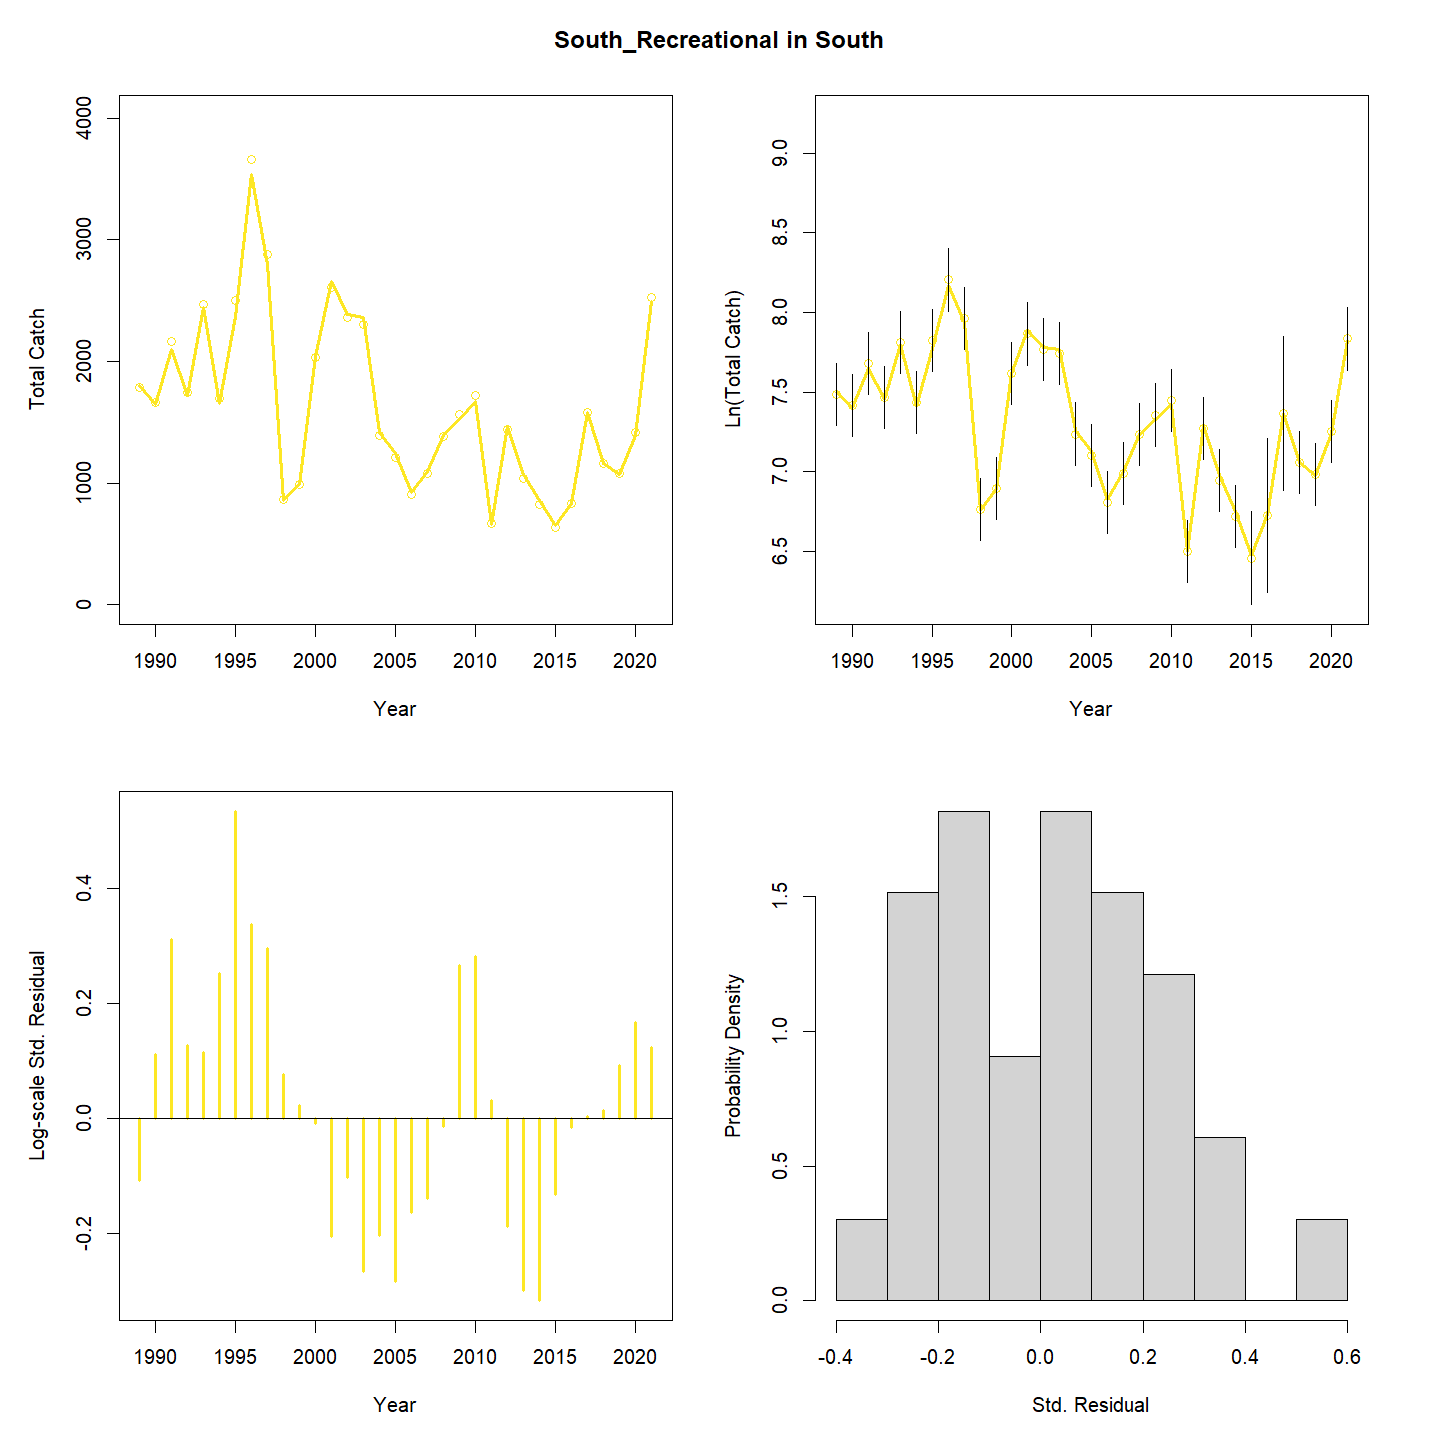 South_Recreational in South
Total Catch
4000
3000
2000
1000
0
1990 1995 2000 2005 2010 2015 2020
Year
Ln(Total Catch)
9.0
8.5
8.0
7.5
7.0
6.5
1990 1995 2000 2005 2010 2015 2020
Year
Log-scale Std. Residual
0.4
0.2
0.0
-0.2
1990 1995 2000 2005 2010 2015 2020
Year
Probability Density
1.5
1.0
0.5
0.0
-0.4 -0.2 0.0 0.2 0.4 0.6
Std. Residual